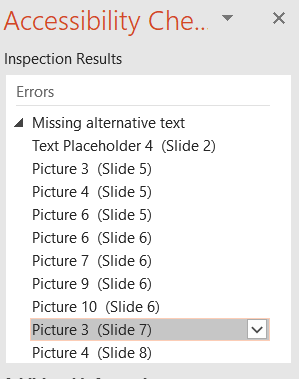 Accessibility Che..
Inspection Results
Errors
Missing alternative text
Text Placeholder 4 (Slide 2)
Picture 3 (Slide 5)
Picture 4 (Slide 5)
Picture 6 (Slide 5)
Picture 6 (Slide 6)
Picture 7 (Slide 6)
Picture 9 (Slide 6)
Picture 10 (Slide 6)
Picture 3 (Slide 7)
Picture 4 (Slide 8)